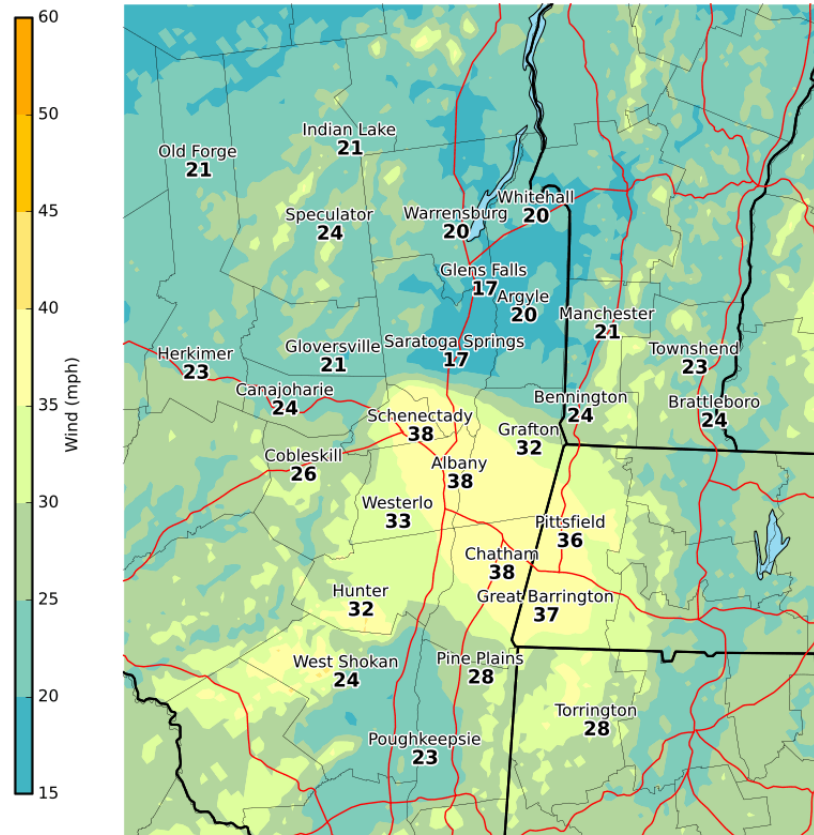 60
50
45
40
35
30
25
20
15
Wind (mph)
Indian Lake
21
Old Forge
21
Whitehall
20
Speculator
24
Warrensburg
20
Glens Falls
17
Argyle
20
Manchester
21
Saratoga Springs
17
Gloversville
21
Herkimer
23
Townshend
23
Canajoharie
24
Bennington
24
Brattleboro
24
Schenectady
38
Grafton
32
Cobleskill
26
Albany
38
Westerlo
33
Pittsfield
36
Chatham
38
Hunter
32
Great Barrington
37
West Shokan
24
Pine Plains
28
Torrington
28
Poughkeepsie
23